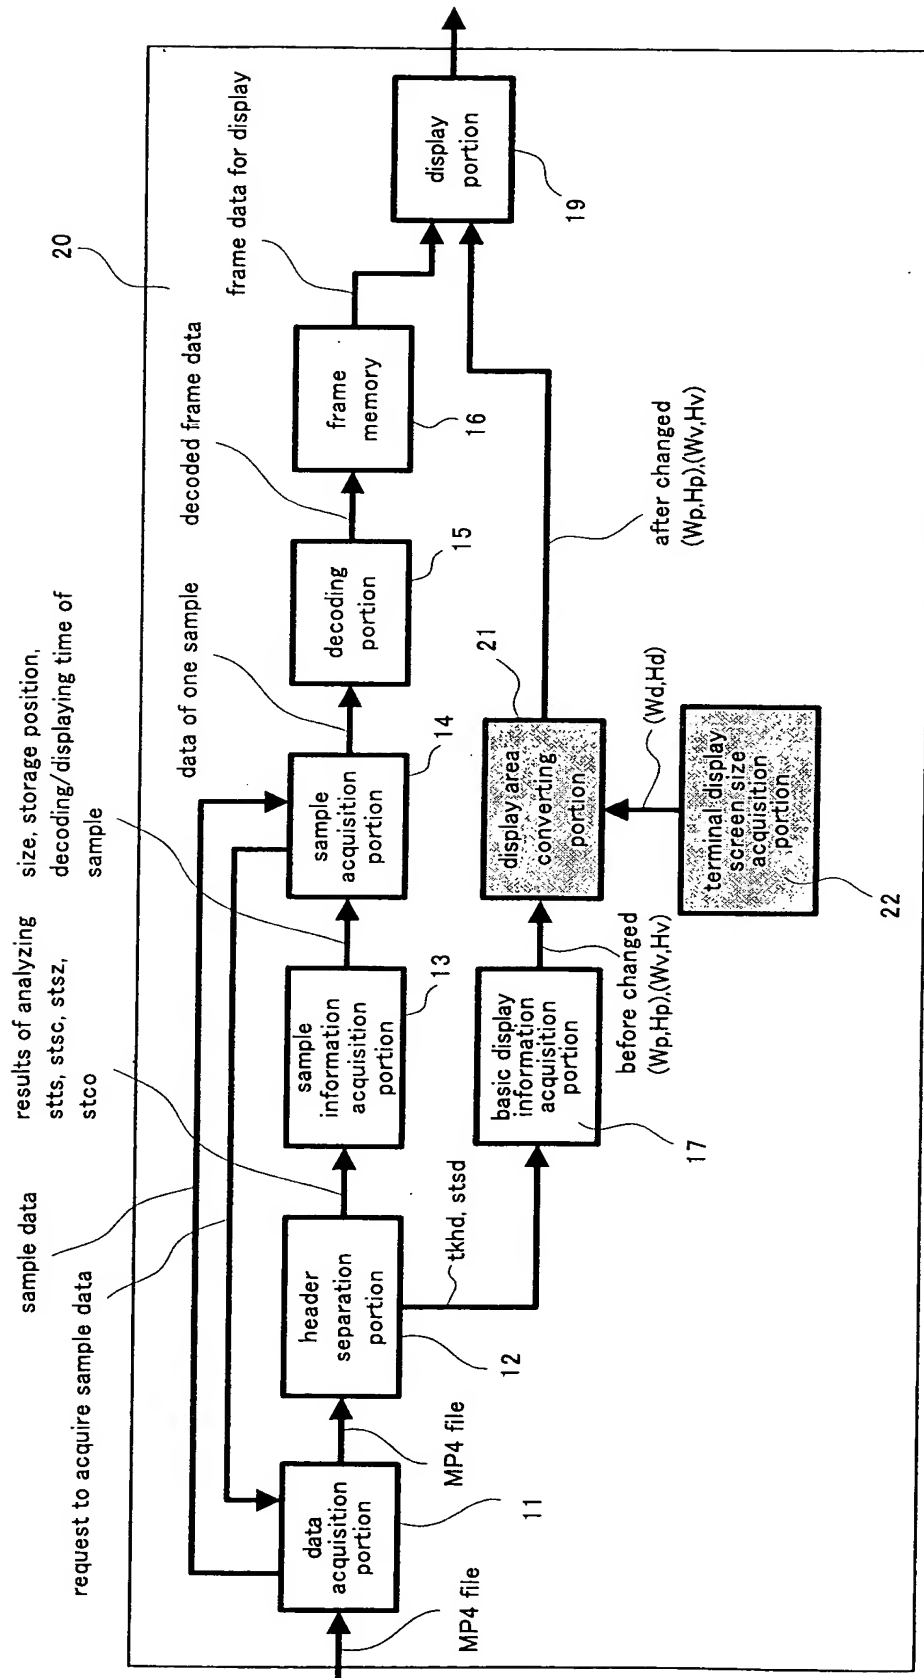 sample data
request to acquire sample data
results of analyzing
stts, stsc, stsz,
stco
size, storage position,
decoding/displaying time of
sample
data of one sample
decoded frame data
frame data for display
20
MP4 file
data
acquisition
portion
11
MP4 file
header
separation
portion
12
sample
information
acquisition
portion
13
sample
acquisition
portion
14
decoding
portion
15
frame
memory
16
display
portion
19
tkhd, stsd
basic display
information
acquisition
portion
17
before changed
(Wp,Hp),(Wv,Hv)
display area
converting
portion
21
(Wd,Hd)
terminal display
screen size
acquisition
portion
22
after changed
(Wp,Hp),(Wv,Hv)